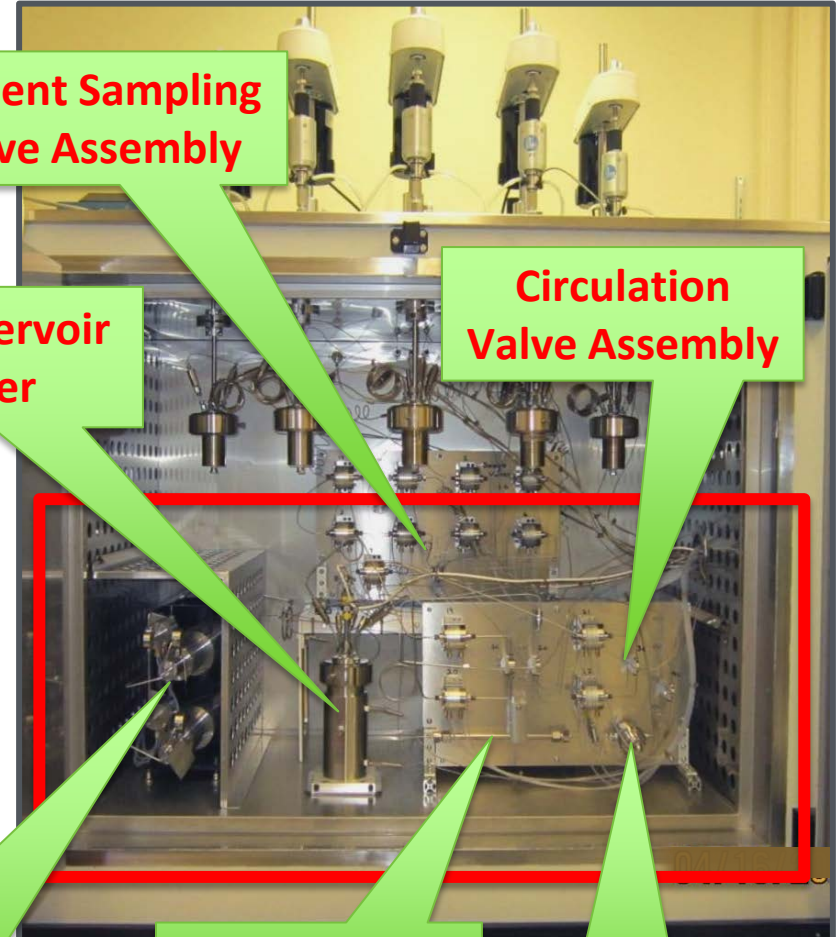 ent Sampling
ve Assembly
Circulation
Valve Assembly
ervoir
er